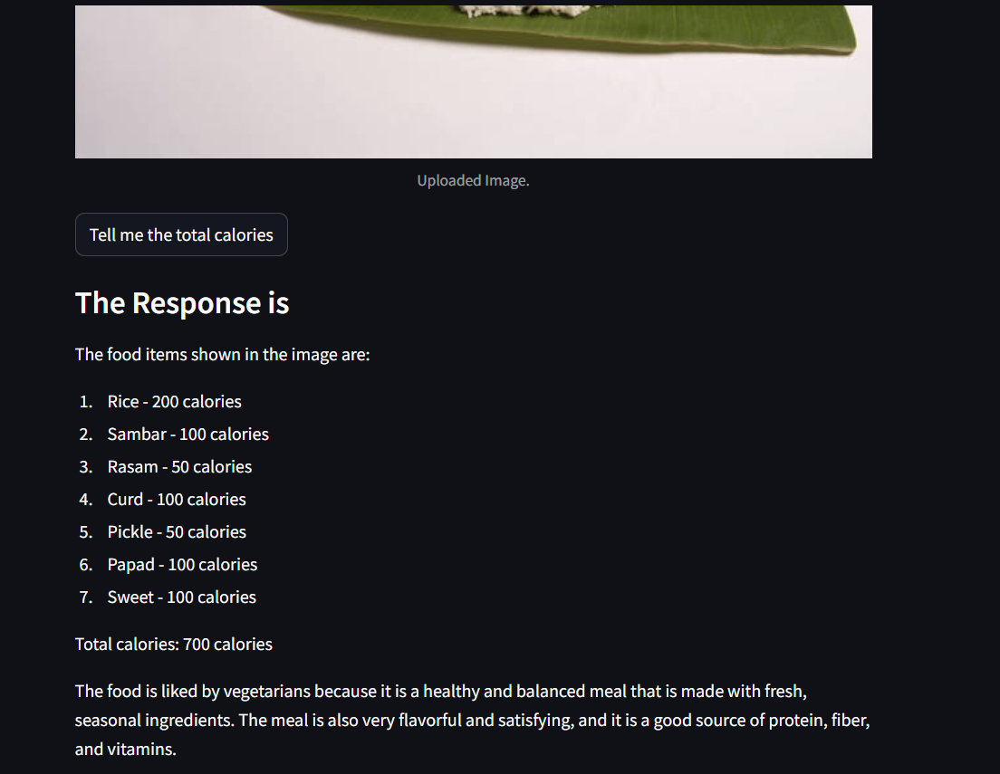 Uploaded Image.
Tell me the total calories
The Response is
The food items shown in the image are:
1. Rice - 200 calories
2. Sambar - 100 calories
3. Rasam - 50 calories
4. Curd - 100 calories
5. Pickle - 50 calories
6. Papad - 100 calories
7. Sweet - 100 calories
Total calories: 700 calories
The food is liked by vegetarians because it is a healthy and balanced meal that is made with fresh,
seasonal ingredients. The meal is also very flavorful and satisfying, and it is a good source of protein, fiber,
and vitamins.